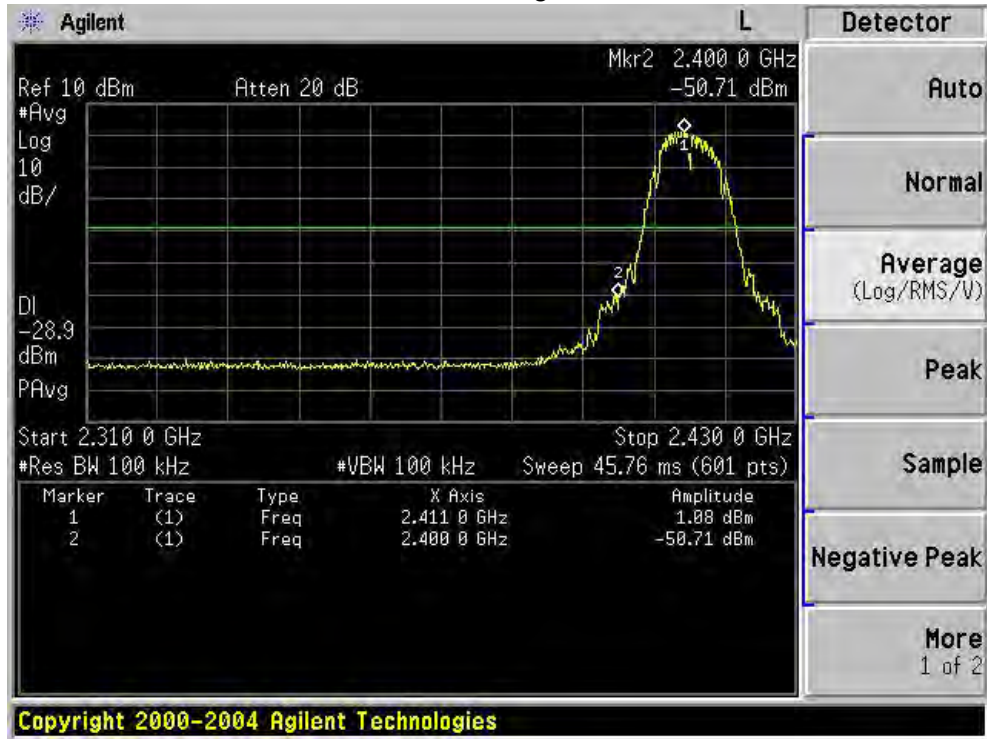 Agilent L Detector
Mkr2 2.400 0 GHz
Ref 10 dBm Atten 20 dB -50.71 dBm
#Avg
Log
10
dB/
1
2
DI
-28.9
dBm
PAvg
Start 2.310 0 GHz Stop 2.430 0 GHz
#Res BW 100 kHz #VBW 100 kHz Sweep 45.76 ms (601 pts)
Marker Trace Type X Axis Amplitude
1 (1) Freq 2.411 0 GHz 1.08 dBm
2 (1) Freq 2.400 0 GHz -50.71 dBm
Auto
Normal
Average
(Log/RMS/V)
Peak
Sample
Negative Peak
More
1 of 2
Copyright 2000-2004 Agilent Technologies